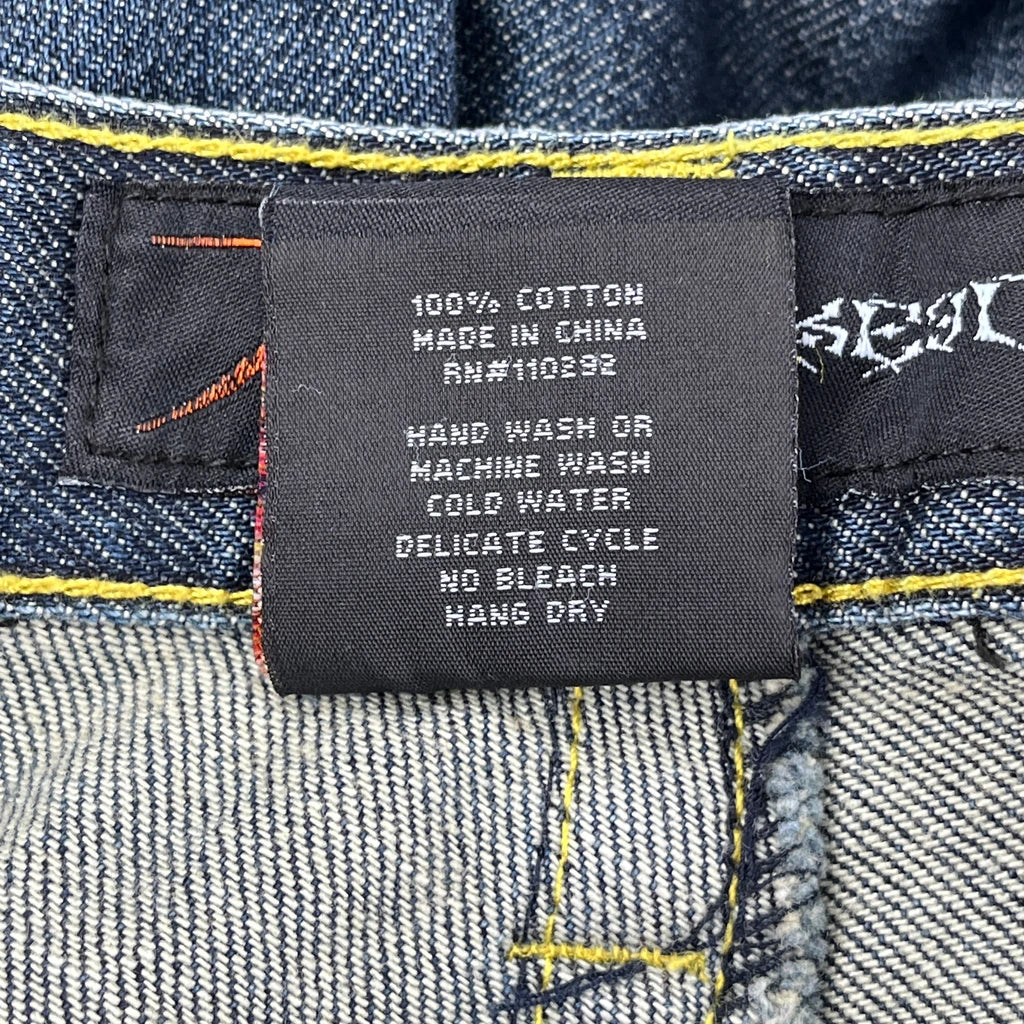 100% COTTON
MADE IN CHINA
RN#110292
HAND WASH OR
MACHINE WASH
COLD WATER
DELICATE CYCLE
NO BLEACH
HANG DRY